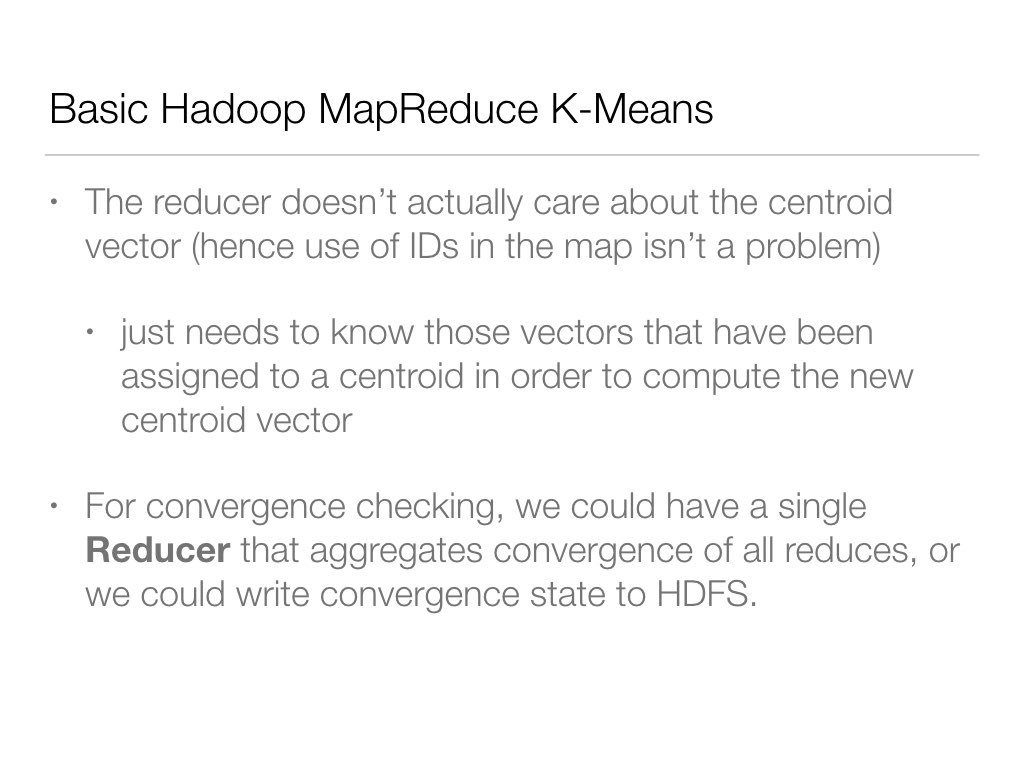 Basic Hadoop MapReduce K-Means
• The reducer doesn’t actually care about the centroid
vector (hence use of IDs in the map isn’t a problem)
• just needs to know those vectors that have been
assigned to a centroid in order to compute the new
centroid vector
• For convergence checking, we could have a single
Reducer that aggregates convergence of all reduces, or
we could write convergence state to HDFS.